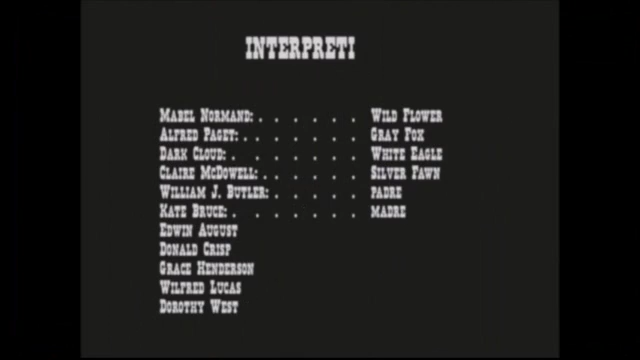 INTERPRETI
MABEL NORMAND: . . . . . . WILD FLOWER
ALFRED PAGET: . . . . . . . GRAY FOX
DARK CLOUD: . . . . . . . WHITE EAGLE
CLAIRE MCDOWELL: . . . . . . SILVER FAWN
WILLIAM J. BUTLER: . . . . . PADRE
KATE BRUCE: . . . . . . . MADRE
EDWIN AUGUST
DONALD CRISP
GRACE HENDERSON
WILFRED LUCAS
DOROTHY WEST